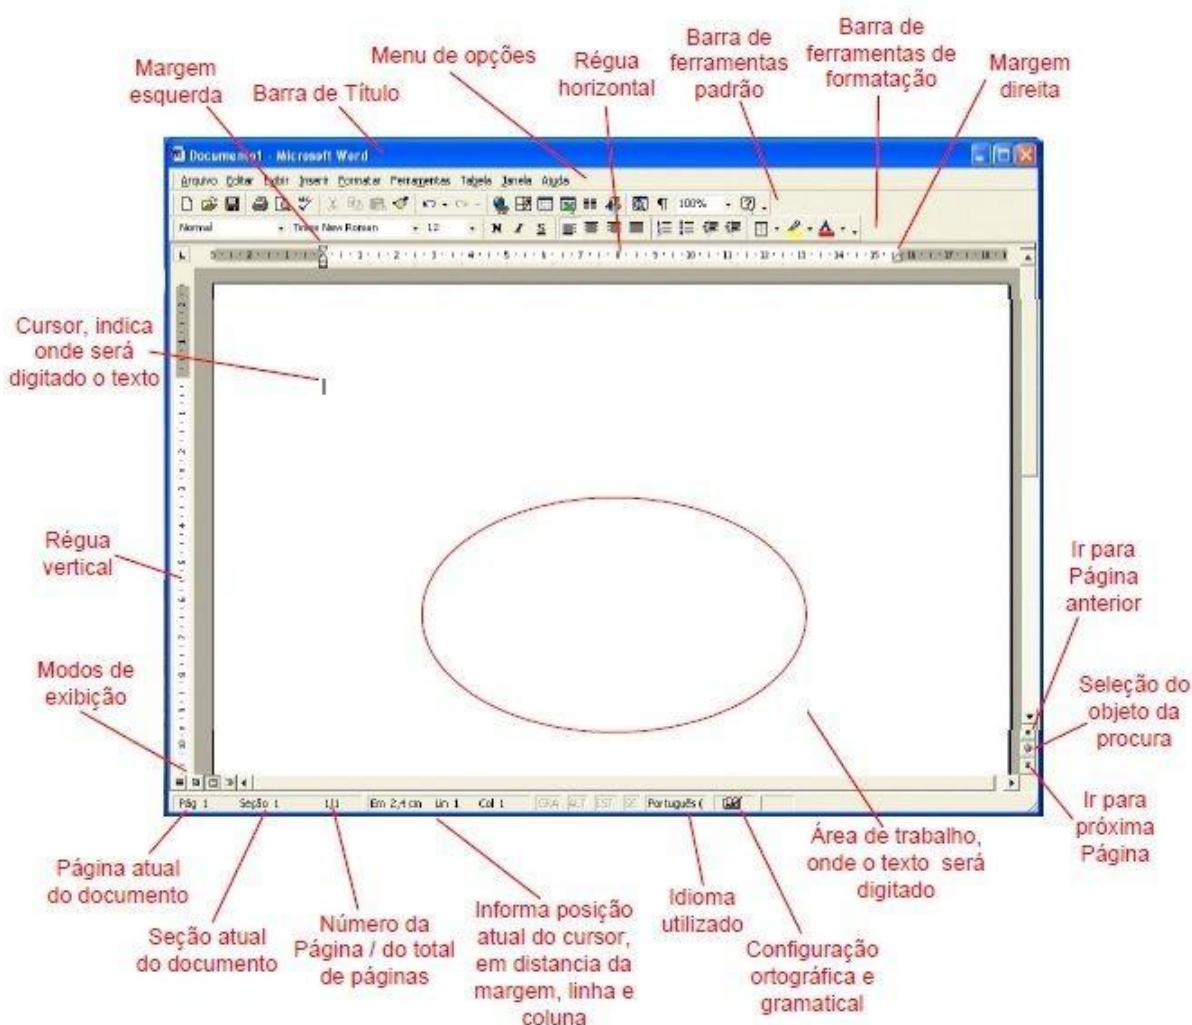 Margem
esquerda
Barra de Título
Menu de opções
Régua
horizontal
Barra de
ferramentas
padrão
Barra de
ferramentas de
formatação
Margem
direita
Documento1 - Microsoft Word
Arquivo Editar Exibir Inserir Formatar Ferramentas Tabela Janela Ajuda
100%
Normal Times New Roman 12 N I S
Cursor, indica
onde será
digitado o texto
Régua
vertical
Modos de
exibição
Ir para
Página
anterior
Seleção do
objeto da
procura
Ir para
próxima
Página
Pág 1 Seção 1 1/1 Em 2,4 cm Lin 1 Col 1 GRA ALT EST SE Português (
Página atual
do documento
Seção atual
do documento
Número da
Página / do total
de páginas
Informa posição
atual do cursor,
em distancia da
margem, linha e
coluna
Idioma
utilizado
Configuração
ortográfica e
gramatical
Área de trabalho,
onde o texto será
digitado